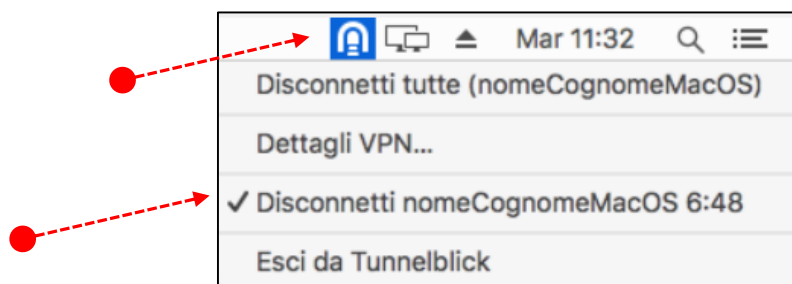 Mar 11:32
Disconnetti tutte (nomeCognomeMacOS)
Dettagli VPN...
✓ Disconnetti nomeCognomeMacOS 6:48
Esci da Tunnelblick